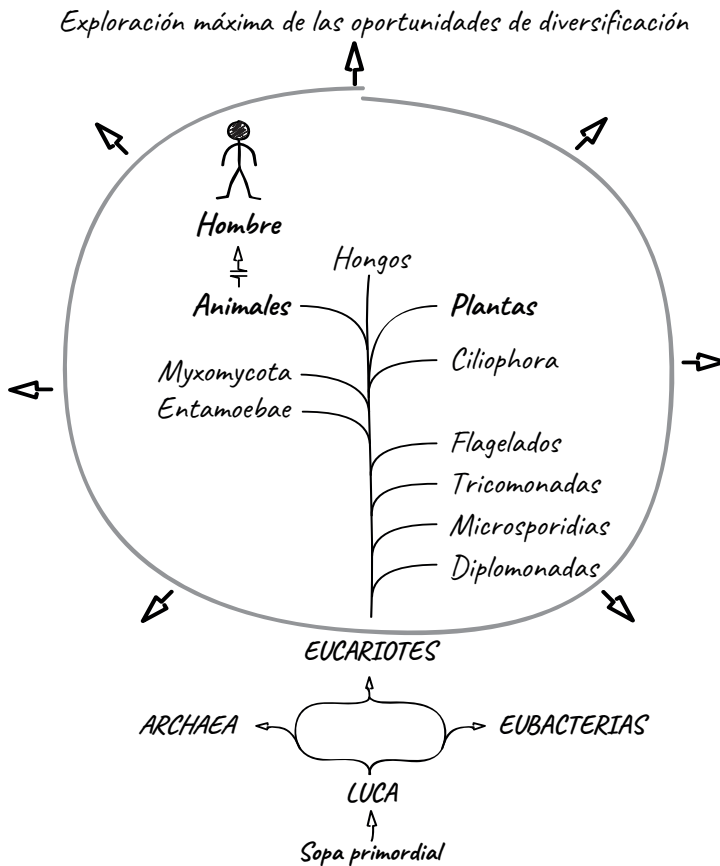 Exploración máxima de las oportunidades de diversificación
Hombre
Hongos
Animales
Plantas
Ciliophora
Myxomycota
Entamoebae
Flagelados
Tricomonadas
Microsporidias
Diplomonadas
EUCARIOTES
ARCHAEA
EUBACTERIAS
LUCA
Sopa primordial